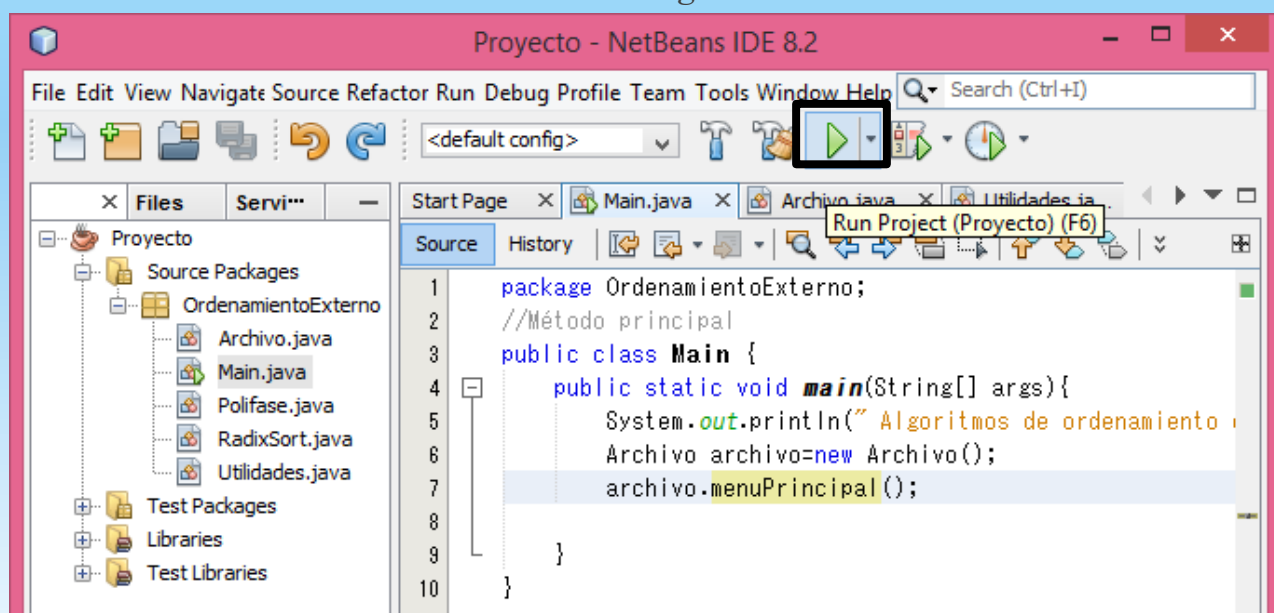 Proyecto - NetBeans IDE 8.2
File Edit View Navigate Source Refactor Run Debug Profile Team Tools Window Help Search (Ctrl+I)
<default config>
Files Servi...
Start Page Main.java Archivo.java Utilidades.ja...
Run Project (Proyecto) (F6)
Source History
Proyecto
Source Packages
OrdenamientoExterno
Archivo.java
Main.java
Polifase.java
RadixSort.java
Utilidades.java
Test Packages
Libraries
Test Libraries
1 package OrdenamientoExterno;
2 //Método principal
3 public class Main {
4 public static void main(String[] args){
5 System.out.println(" Algoritmos de ordenamiento
6 Archivo archivo=new Archivo();
7 archivo.menuPrincipal();
8
9 }
10 }